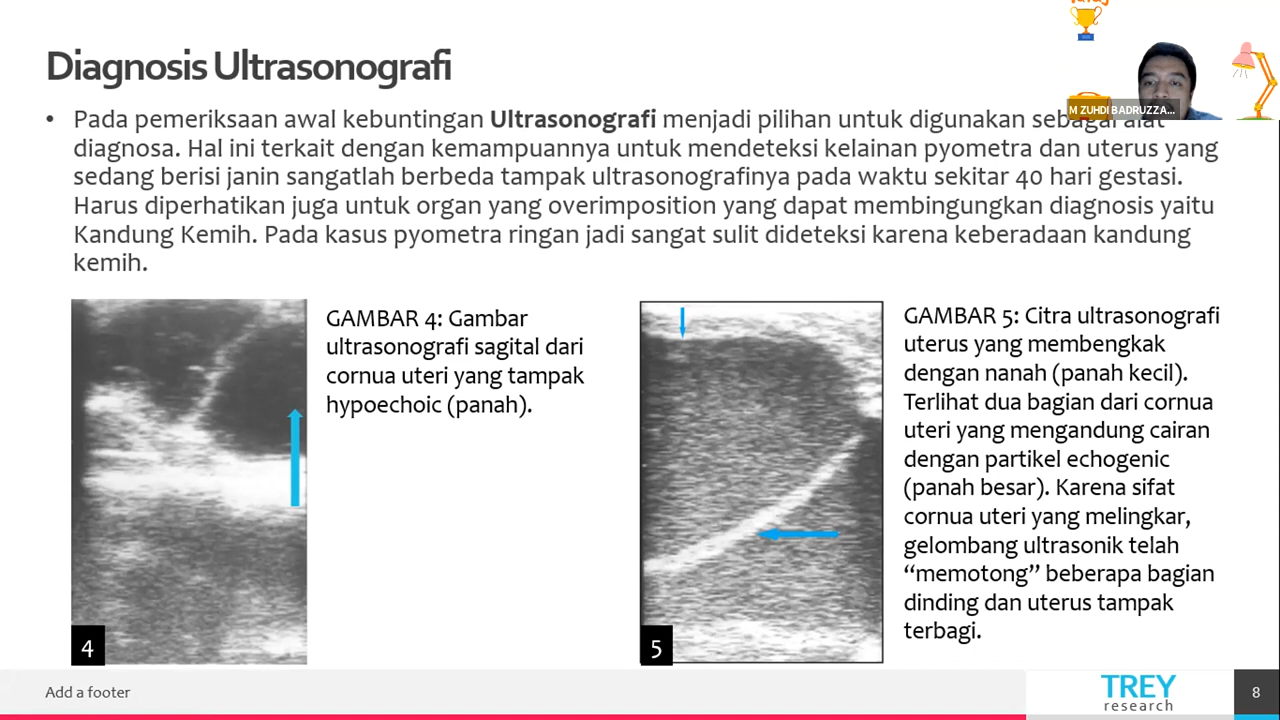 Diagnosis Ultrasonografi
M ZUHDI BADRUZZA...
• Pada pemeriksaan awal kebuntingan Ultrasonografi menjadi pilihan untuk digunakan sebagai alat
diagnosa. Hal ini terkait dengan kemampuannya untuk mendeteksi kelainan pyometra dan uterus yang
sedang berisi janin sangatlah berbeda tampak ultrasonografinya pada waktu sekitar 40 hari gestasi.
Harus diperhatikan juga untuk organ yang overimposition yang dapat membingungkan diagnosis yaitu
Kandung Kemih. Pada kasus pyometra ringan jadi sangat sulit dideteksi karena keberadaan kandung
kemih.
GAMBAR 4: Gambar
ultrasonografi sagital dari
cornua uteri yang tampak
hypoechoic (panah).
4
GAMBAR 5: Citra ultrasonografi
uterus yang membengkak
dengan nanah (panah kecil).
Terlihat dua bagian dari cornua
uteri yang mengandung cairan
dengan partikel echogenic
(panah besar). Karena sifat
cornua uteri yang melingkar,
gelombang ultrasonik telah
“memotong” beberapa bagian
dinding dan uterus tampak
terbagi.
5
Add a footer
TREY
research
8